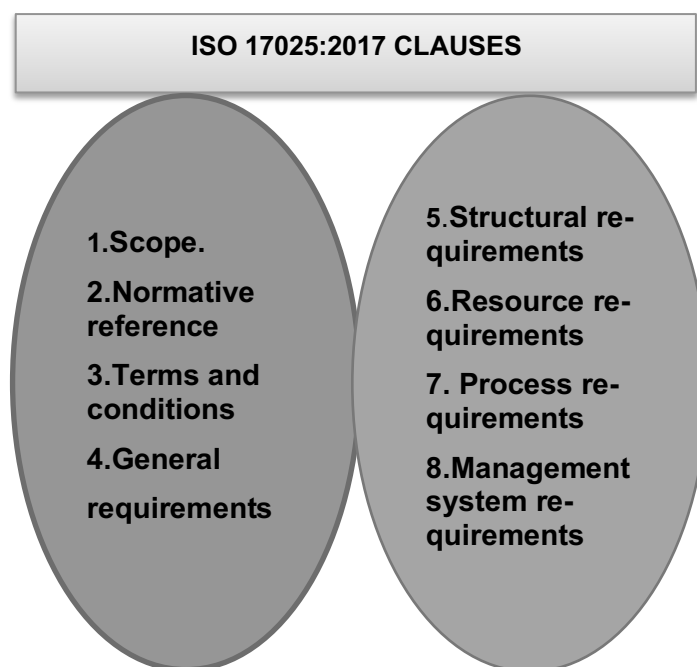 ISO 17025:2017 CLAUSES
1.Scope.
2.Normative
reference
3.Terms and
conditions
4.General
requirements
5.Structural re-
quirements
6.Resource re-
quirements
7. Process re-
quirements
8.Management
system re-
quirements